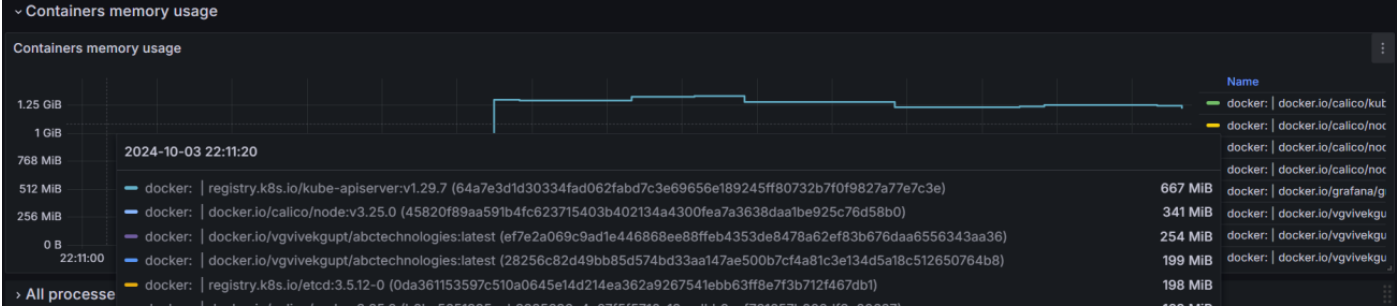 Containers memory usage
Containers memory usage
Name
1.25 GiB
docker: | docker.io/calico/kub
1 GiB
docker: | docker.io/calico/noc
2024-10-03 22:11:20
docker: | docker.io/calico/noc
768 MiB
docker: | docker.io/calico/noc
512 MiB
docker: | registry.k8s.io/kube-apiserver:v1.29.7 (64a7e3d1d30334fad062fabd7c3e69656e189245ff80732b7f0f9827a77e7c3e) 667 MiB
docker: | docker.io/grafana/g
256 MiB
docker: | docker.io/calico/node:v3.25.0 (45820f89aa591b4fc623715403b402134a4300fea7a3638daa1be925c76d58b0) 341 MiB
docker: | docker.io/vgvivekgu
docker: | docker.io/vgvivekgupt/abctechnologies:latest (ef7e2a069c9ad1e446868ee88ffeb4353de8478a62ef83b676daa6556343aa36) 254 MiB
docker: | docker.io/vgvivekgu
0 B
22:11:00
docker: | docker.io/vgvivekgupt/abctechnologies:latest (28256c82d49bb85d574bd33aa147ae500b7cf4a81c3e134d5a18c512650764b8) 199 MiB
docker: | docker.io/vgvivekgu
docker: | registry.k8s.io/etcd:3.5.12-0 (0da361153597c510a0645e14d214ea362a9267541ebb63ff8e7f3b712f467db1) 198 MiB
All processe